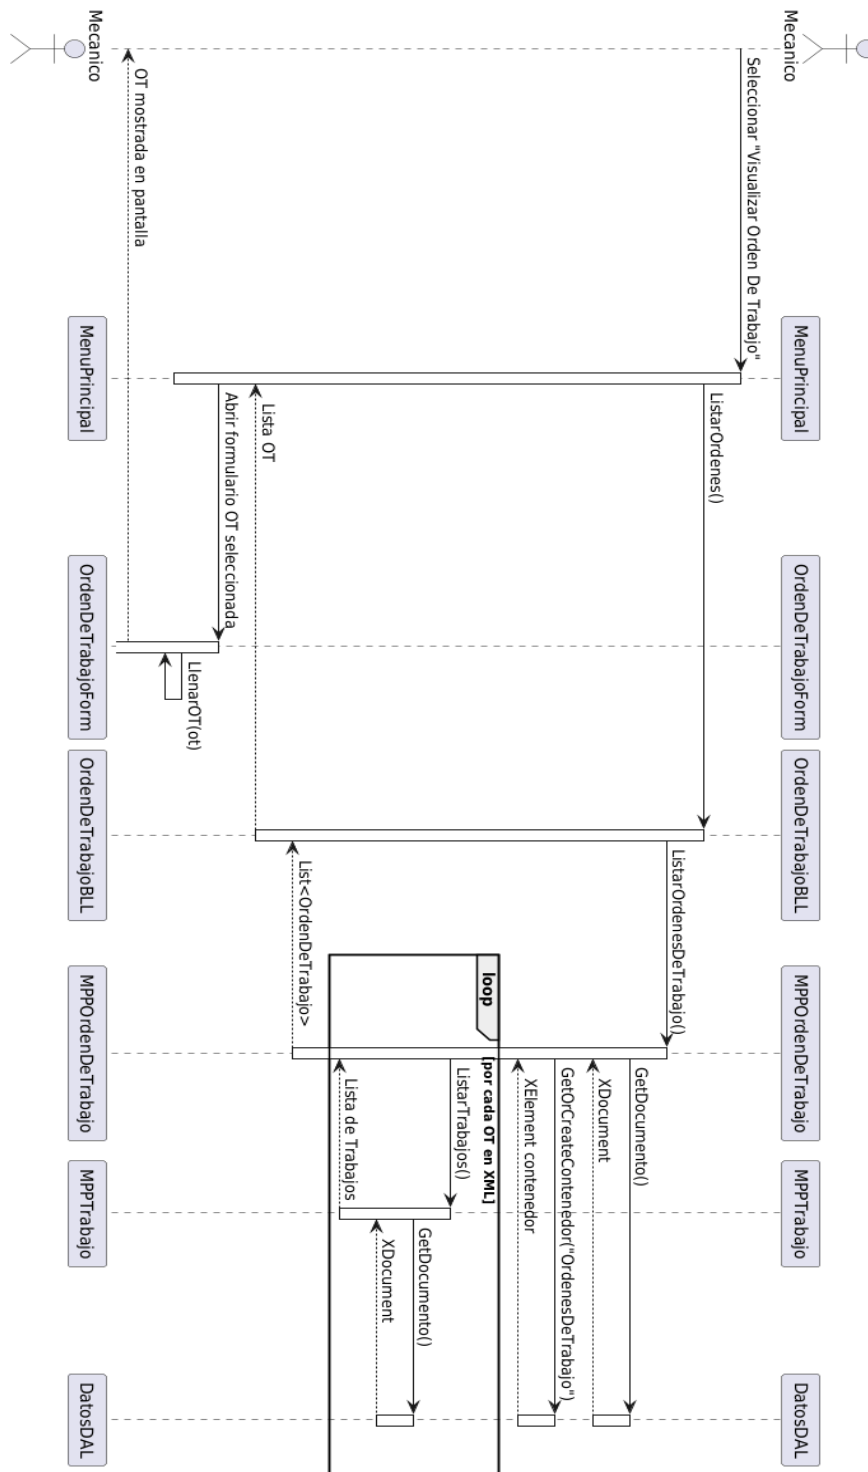 Mecanico
MenuPrincipal
OrdenDeTrabajoForm
OrdenDeTrabajoBLL
MPPOrdenDeTrabajo
MPPTrabajo
DatosDAL
Seleccionar "Visualizar Orden De Trabajo"
ListarOrdenes()
ListarOrdenesDeTrabajo()
GetDocumento()
XDocument
GetOrCreateContenedor("OrdenesDeTrabajo")
XElement contenedor
loop
[por cada OT en XML]
ListarTrabajos()
GetDocumento()
XDocument
Lista de Trabajos
List<OrdenDeTrabajo>
Lista OT
Abrir formulario OT seleccionada
LlenarOT(ot)
OT mostrada en pantalla
Mecanico
MenuPrincipal
OrdenDeTrabajoForm
OrdenDeTrabajoBLL
MPPOrdenDeTrabajo
MPPTrabajo
DatosDAL